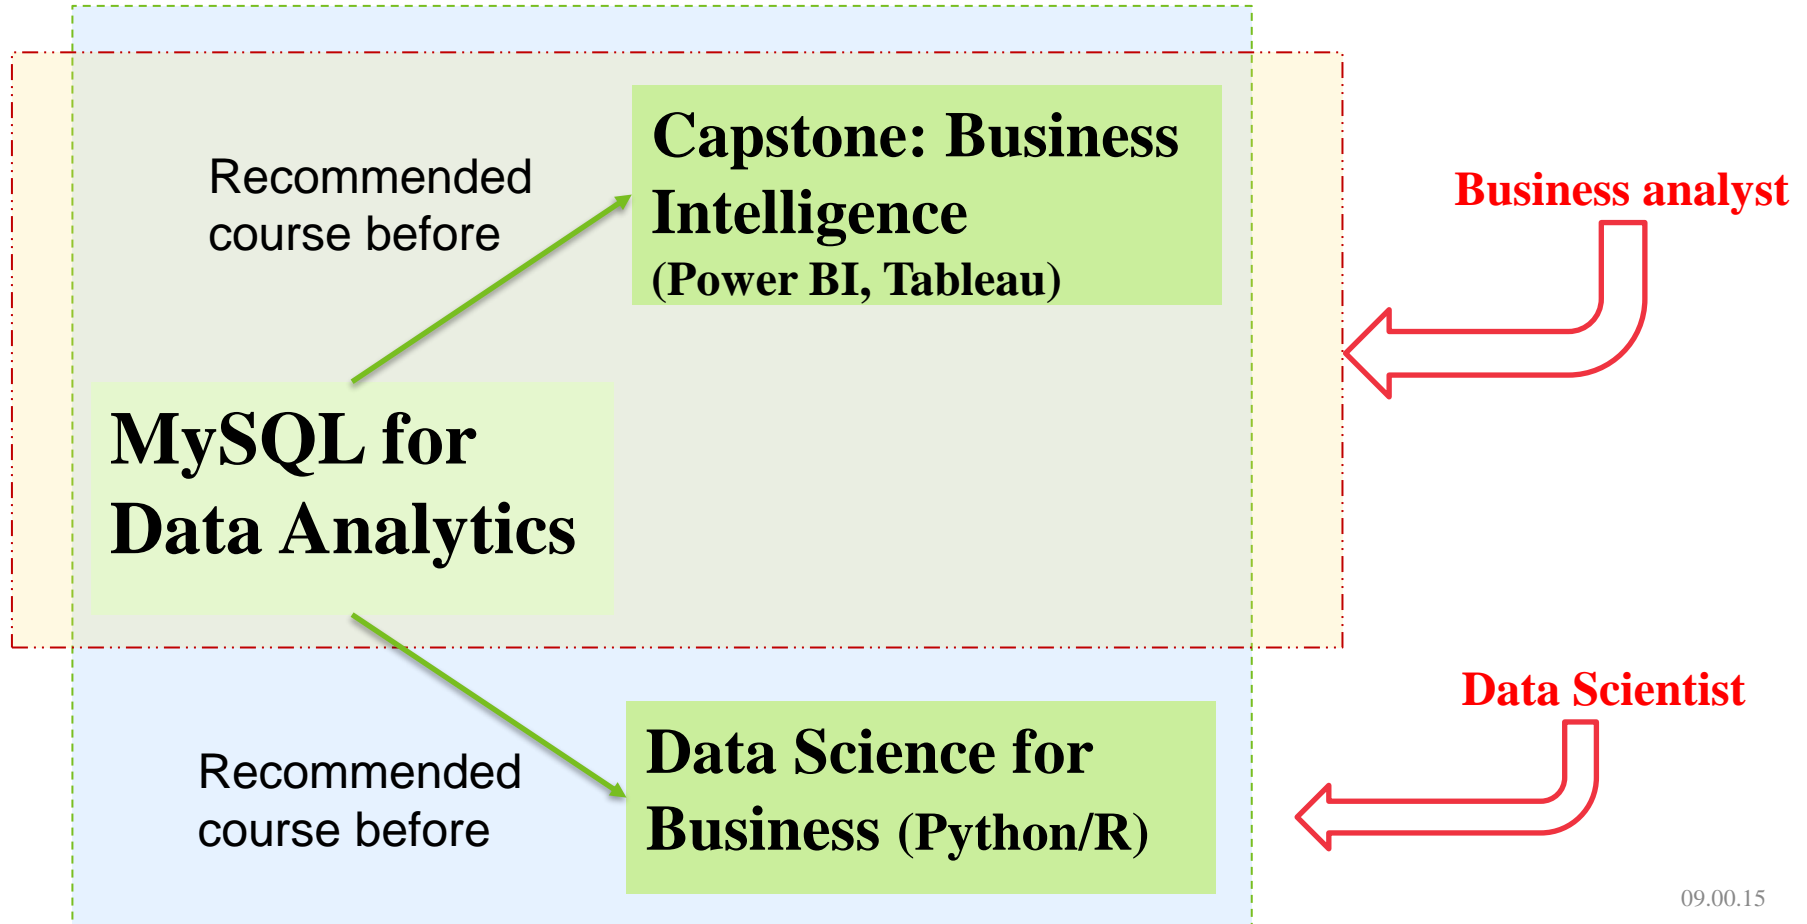 Recommended
course before
Capstone: Business
Intelligence
(Power BI, Tableau)
Business analyst
MySQL for
Data Analytics
Data Scientist
Recommended
course before
Data Science for
Business (Python/R)
09.00.15